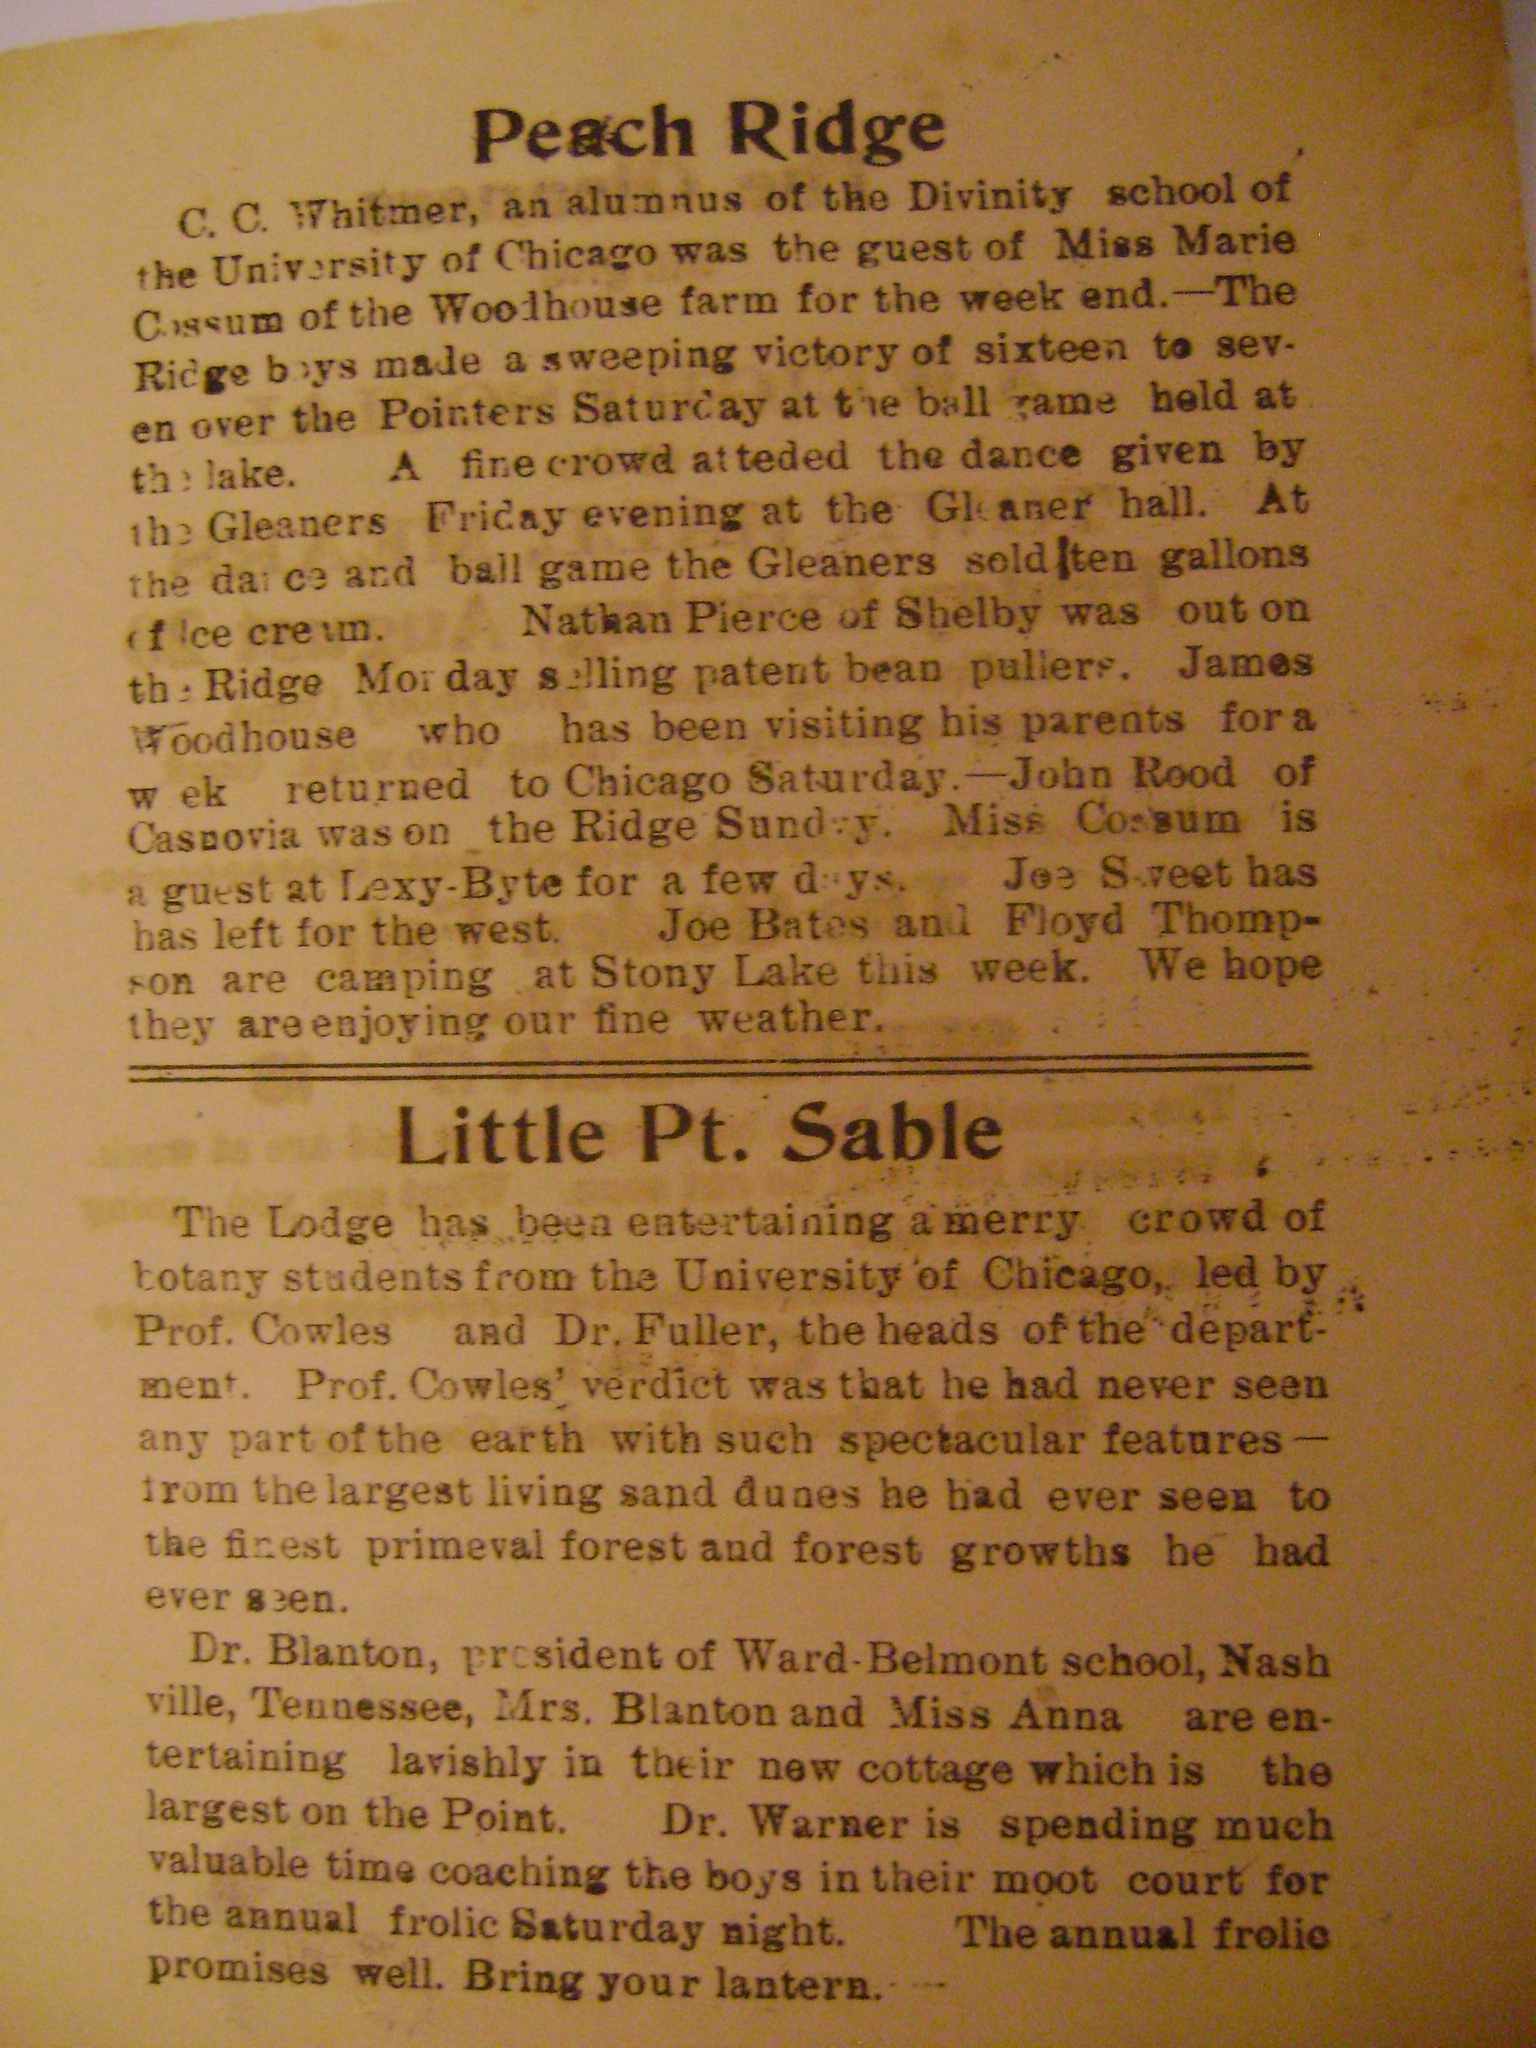 Peach Ridge
C. C. Whitmer, an alumnus of the Divinity school of
the University of Chicago was the guest of Miss Marie
Cossum of the Woodhouse farm for the week end.—The
Ridge boys made a sweeping victory of sixteen to sev-
en over the Pointers Saturday at the ball game held at
the lake. A fine crowd atteded the dance given by
the Gleaners Friday evening at the Gleaner hall. At
the dance and ball game the Gleaners sold ten gallons
of Ice cream. Nathan Pierce of Shelby was out on
the Ridge Monday selling patent bean pullers. James
Woodhouse who has been visiting his parents for a
week returned to Chicago Saturday.—John Rood of
Casnovia was on the Ridge Sunday. Miss Cossum is
a guest at Lexy-Byte for a few days. Joe Sweet has
has left for the west. Joe Bates and Floyd Thomp-
son are camping at Stony Lake this week. We hope
they are enjoying our fine weather.
Little Pt. Sable
The Lodge has been entertaining a merry crowd of
botany students from the University of Chicago, led by
Prof. Cowles and Dr. Fuller, the heads of the depart-
ment. Prof. Cowles' verdict was that he had never seen
any part of the earth with such spectacular features—
from the largest living sand dunes he had ever seen to
the finest primeval forest and forest growths he had
ever seen.
Dr. Blanton, president of Ward-Belmont school, Nash
ville, Tennessee, Mrs. Blanton and Miss Anna are en-
tertaining lavishly in their new cottage which is the
largest on the Point. Dr. Warner is spending much
valuable time coaching the boys in their moot court for
the annual frolic Saturday night. The annual frolic
promises well. Bring your lantern. —